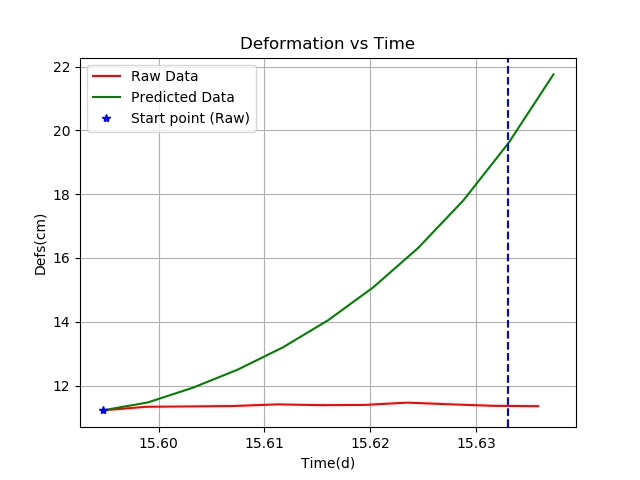 Deformation vs Time
Raw Data
Predicted Data
Start point (Raw)
Defs(cm)
22
20
18
16
14
12
15.60
15.61
15.62
15.63
Time(d)